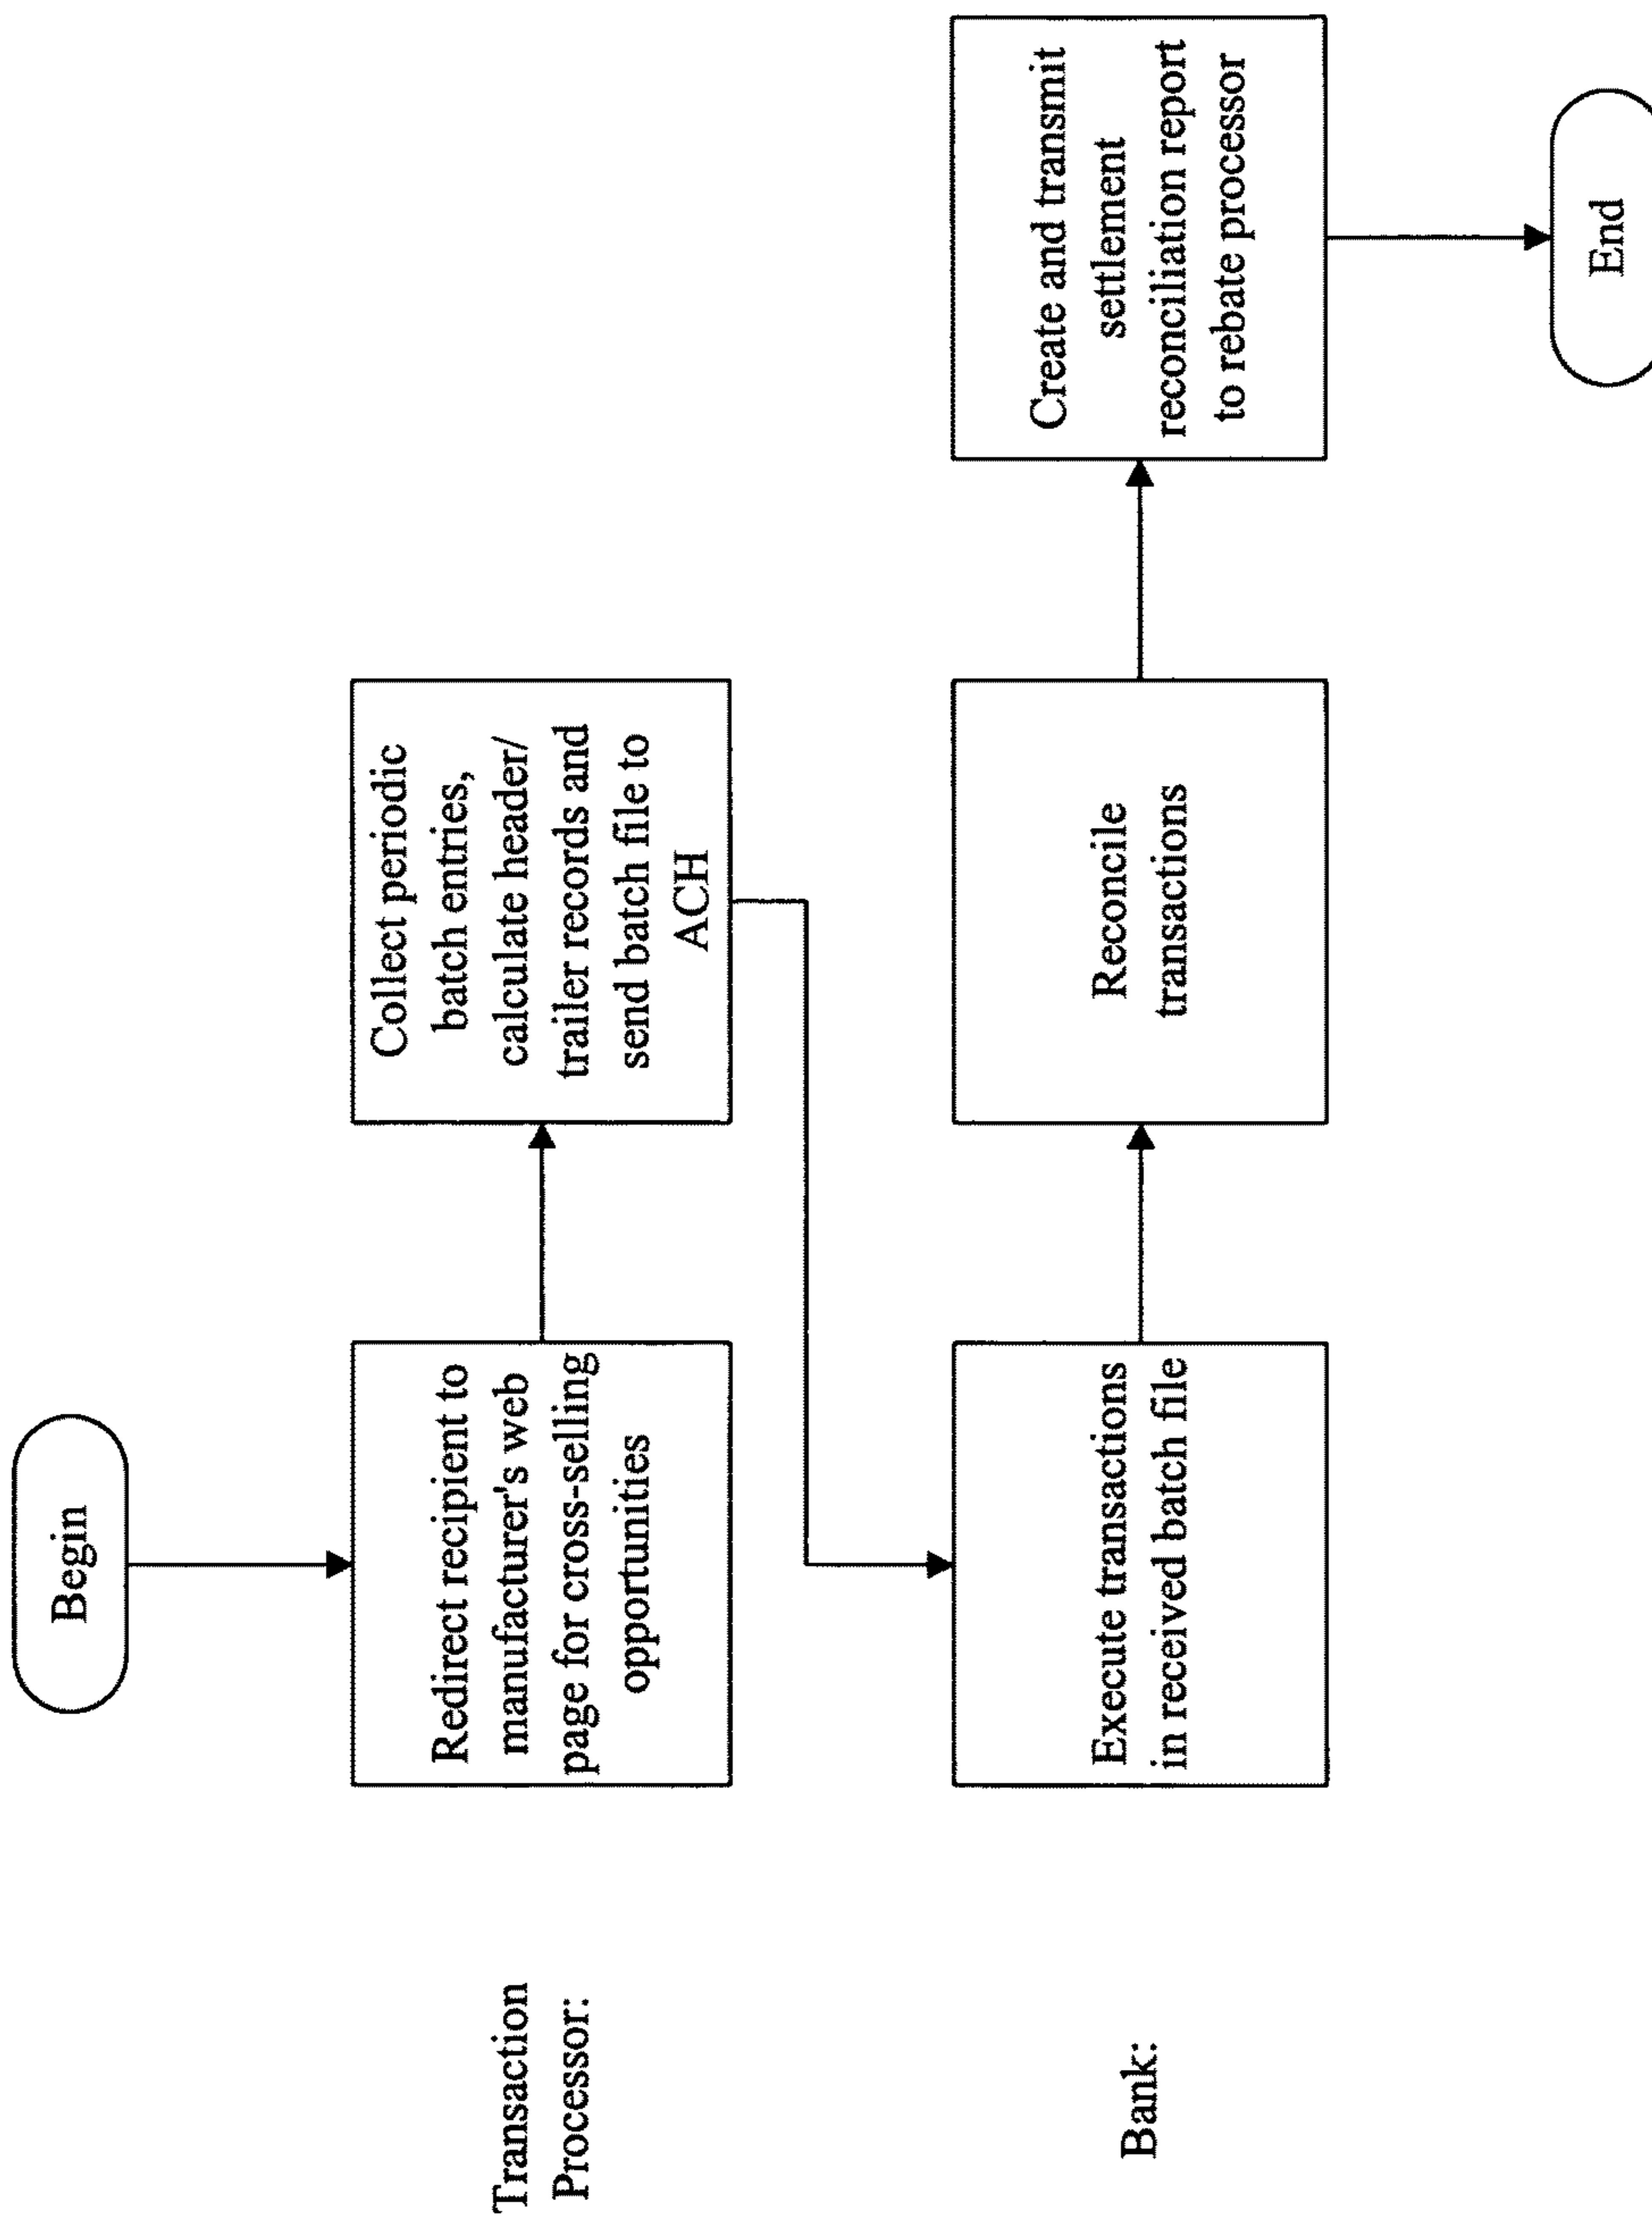 Begin
Transaction
Processor:
Redirect recipient to
manufacturer's web
page for cross-selling
opportunities
Collect periodic
batch entries,
calculate header/
trailer records and
send batch file to
ACH
Bank:
Execute transactions
in received batch file
Reconcile
transactions
Create and transmit
settlement
reconciliation report
to rebate processor
End